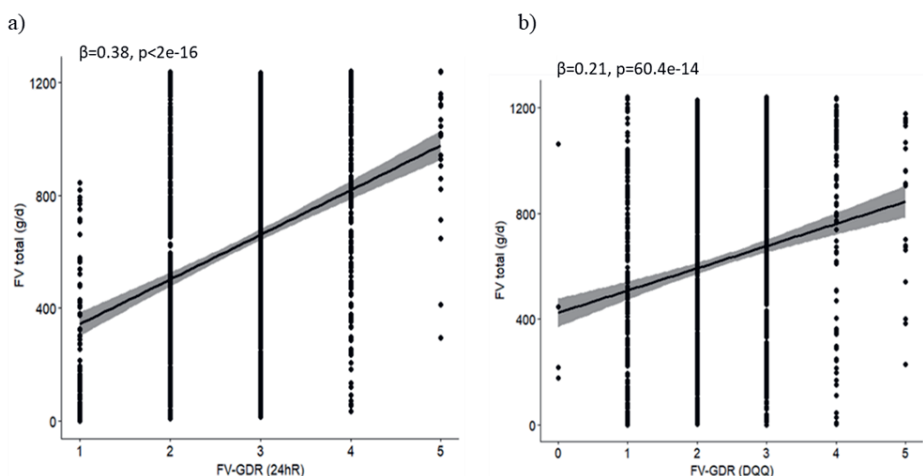 a)
β=0.38, p<2e-16
1200
800
400
0
FV total (g/d)
1 2 3 4 5
FV-GDR (24hR)
b)
β=0.21, p=60.4e-14
1200
800
400
0
FV total (g/d)
0 1 2 3 4 5
FV-GDR (DQQ)